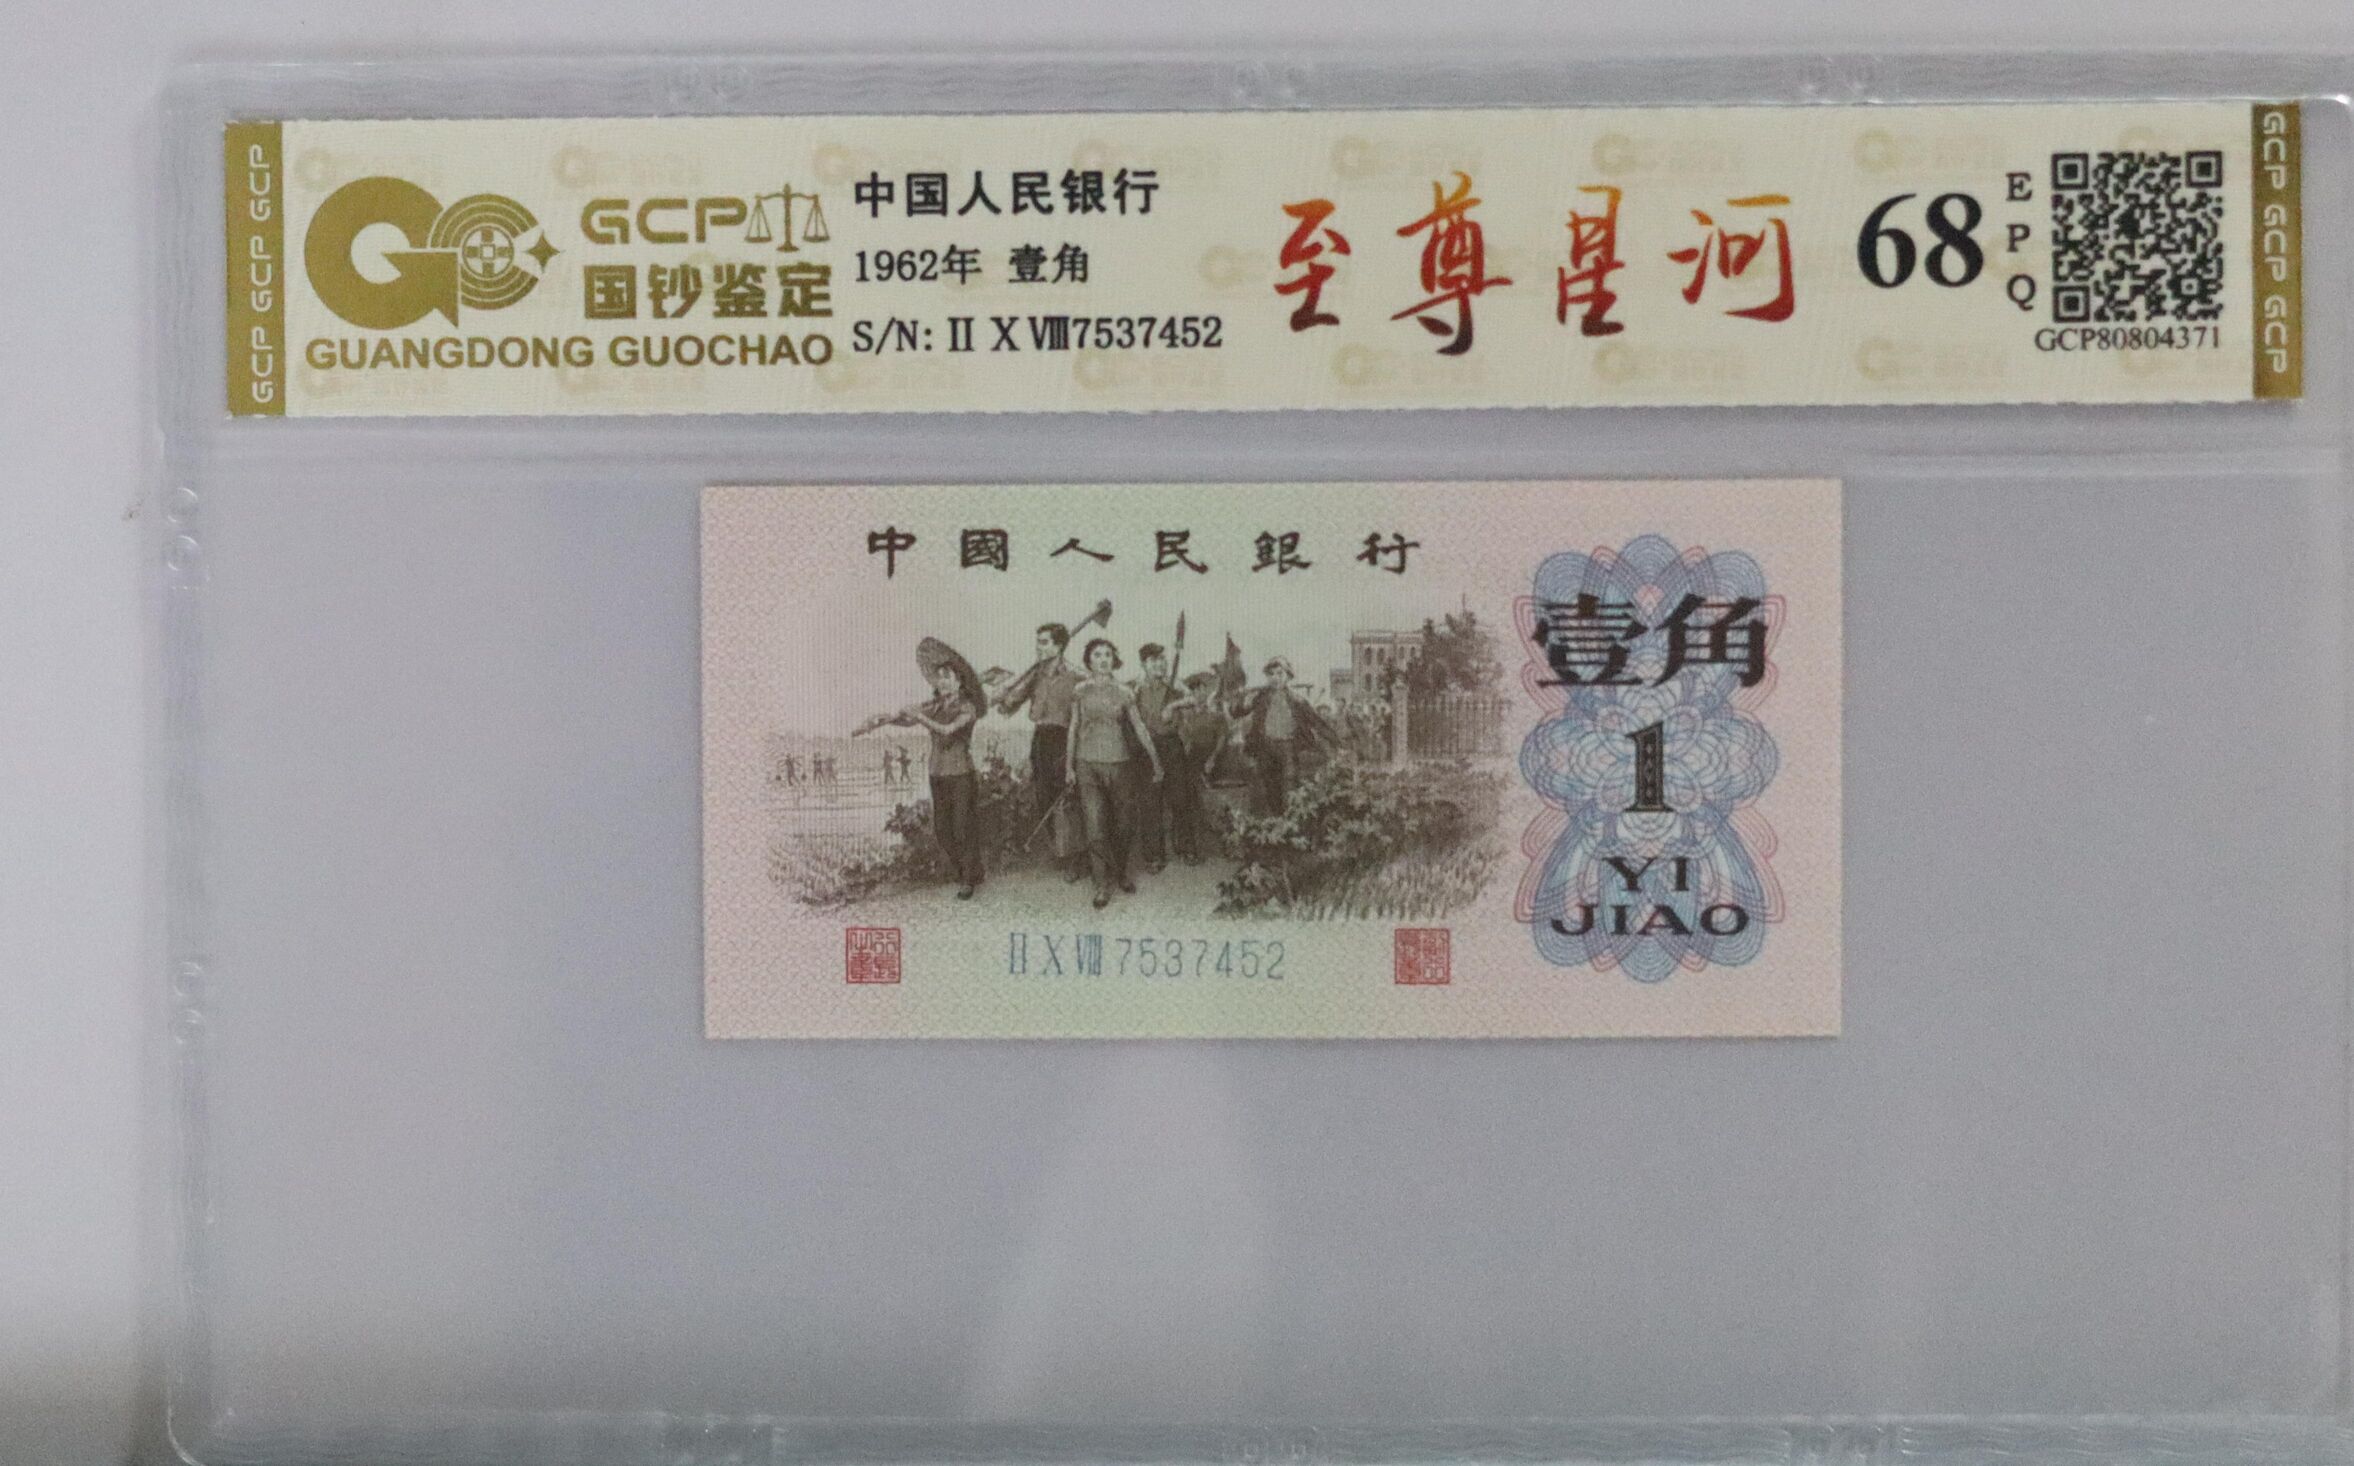 GCP GCP GCP
GCP
国钞鉴定
GUANGDONG GUOCHAO
中国人民银行
1962年 壹角
S/N: Ⅱ Ⅹ Ⅷ7537452
至尊星河
68
EPQ
GCP80804371
GCP GCP GCP
中國人民銀行
壹角
1
YI
JIAO
Ⅱ Ⅹ Ⅷ 7537452